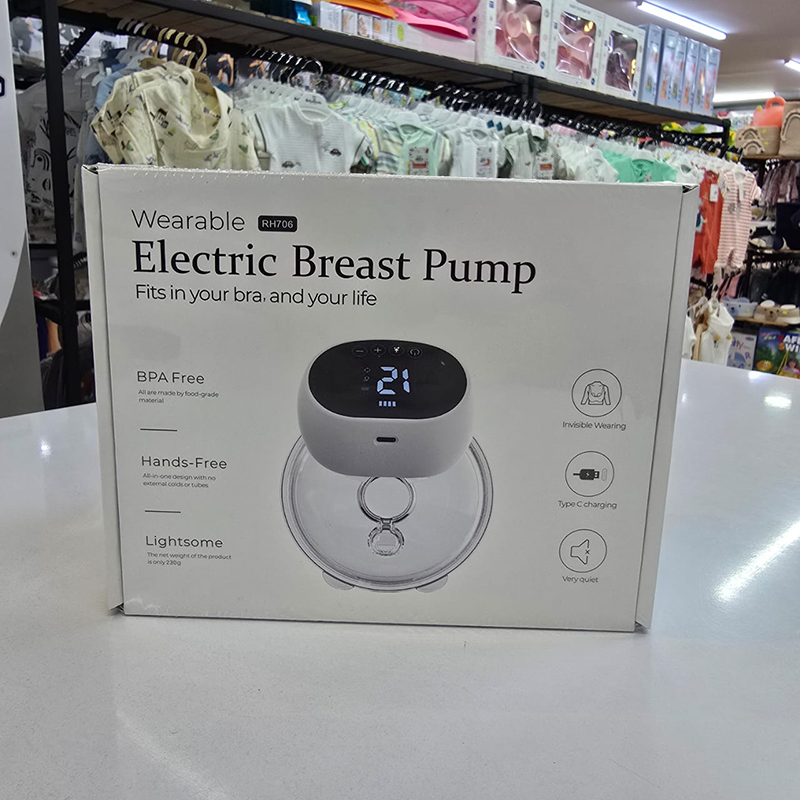 Wearable RH706
Electric Breast Pump
Fits in your bra, and your life
BPA Free
All are made by food-grade
material
Hands-Free
All-in-one design with no
external colds or tubes
Lightsome
The net weight of the product
is only 230g
21
Invisible Wearing
Type C charging
Very quiet